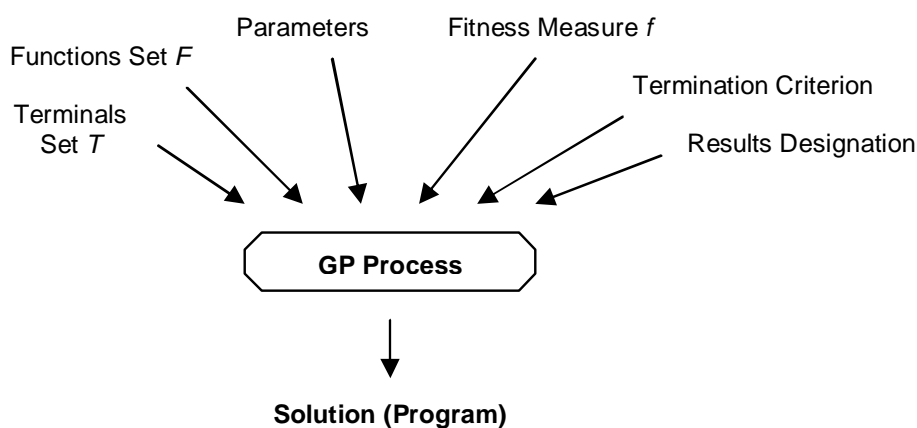 Parameters
Fitness Measure f
Functions Set F
Terminals
Set T
Termination Criterion
Results Designation
GP Process
Solution (Program)